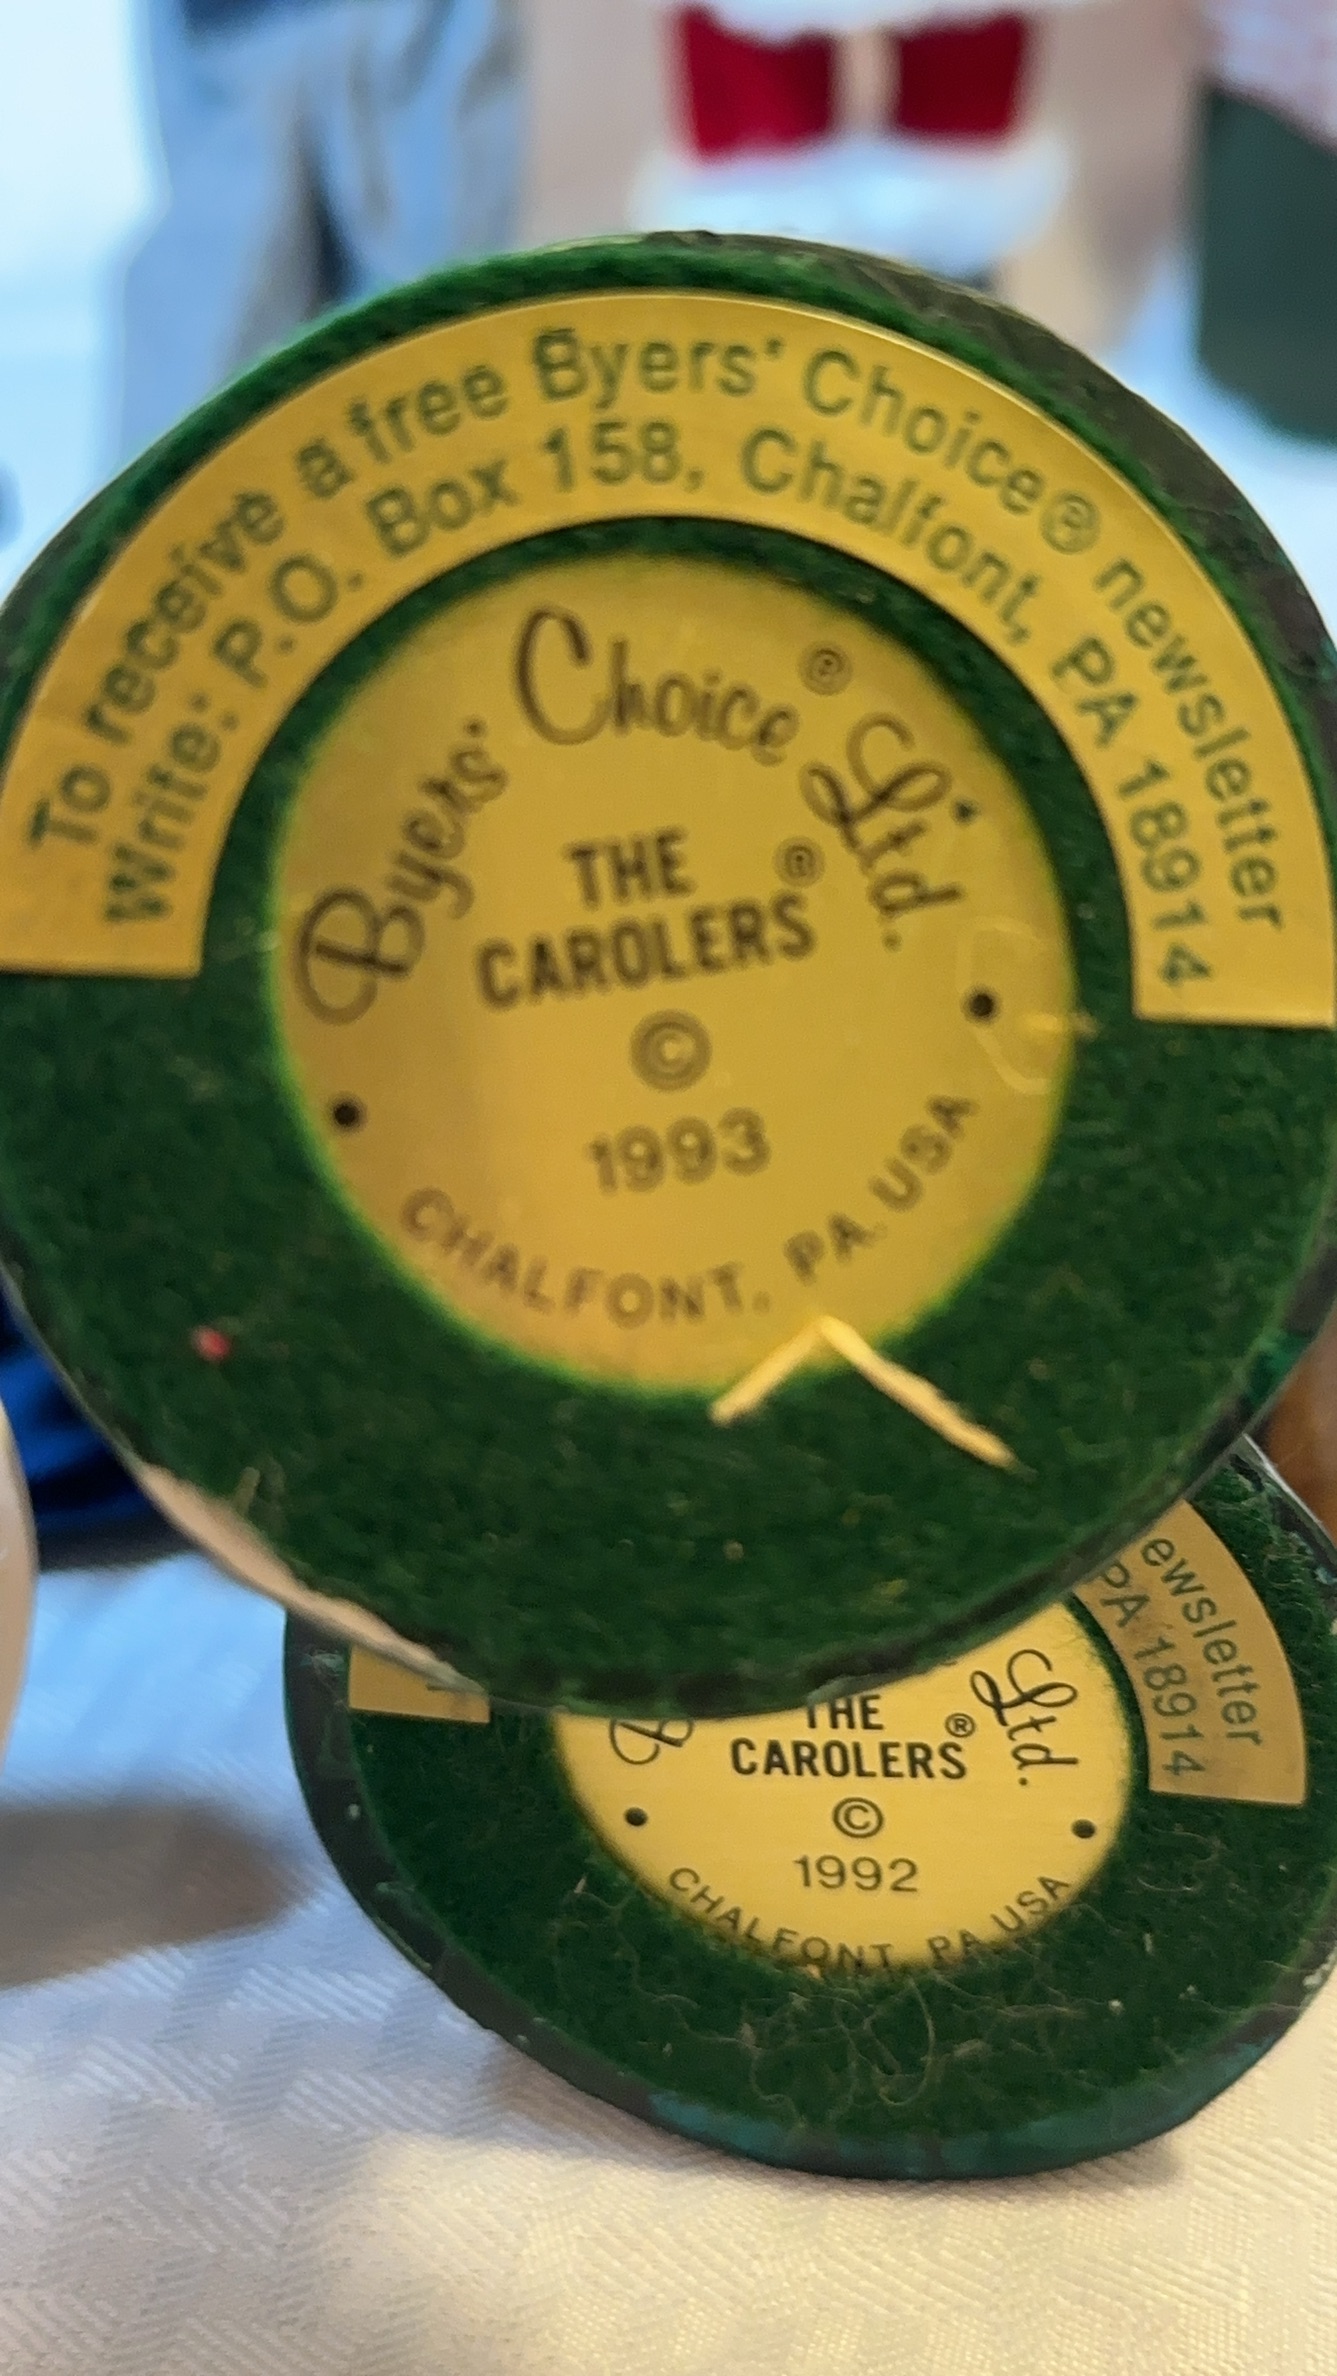 To receive a free Byers' Choice® newsletter
Write: P.O. Box 158, Chalfont, PA 18914
Byers' Choice® Ltd.
THE
CAROLERS®
©
1993
CHALFONT, PA. USA
ewsletter
PA 18914
B Ltd.
THE
CAROLERS®
©
1992
CHALFONT, PA USA